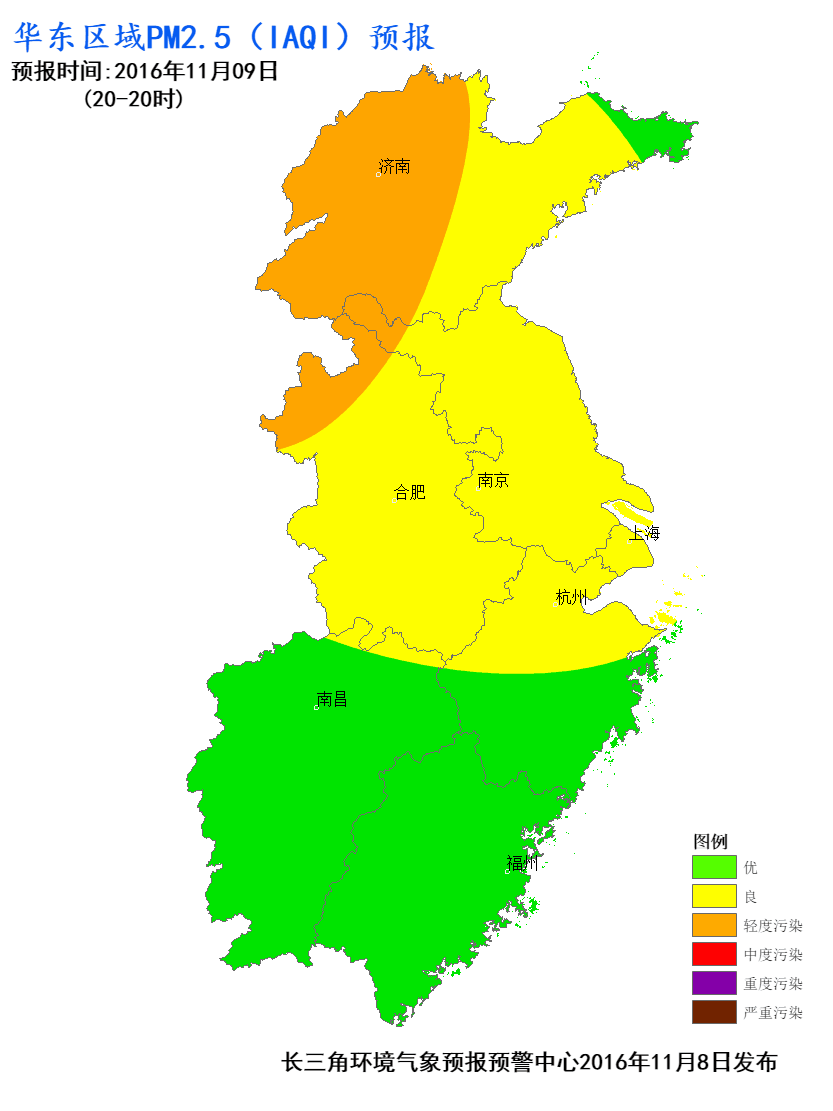 华东区域PM2.5（IAQI）预报
预报时间:2016年11月09日
(20-20时)
济南
合肥
南京
上海
杭州
南昌
福州
图例
优
良
轻度污染
中度污染
重度污染
严重污染
长三角环境气象预报预警中心2016年11月8日发布